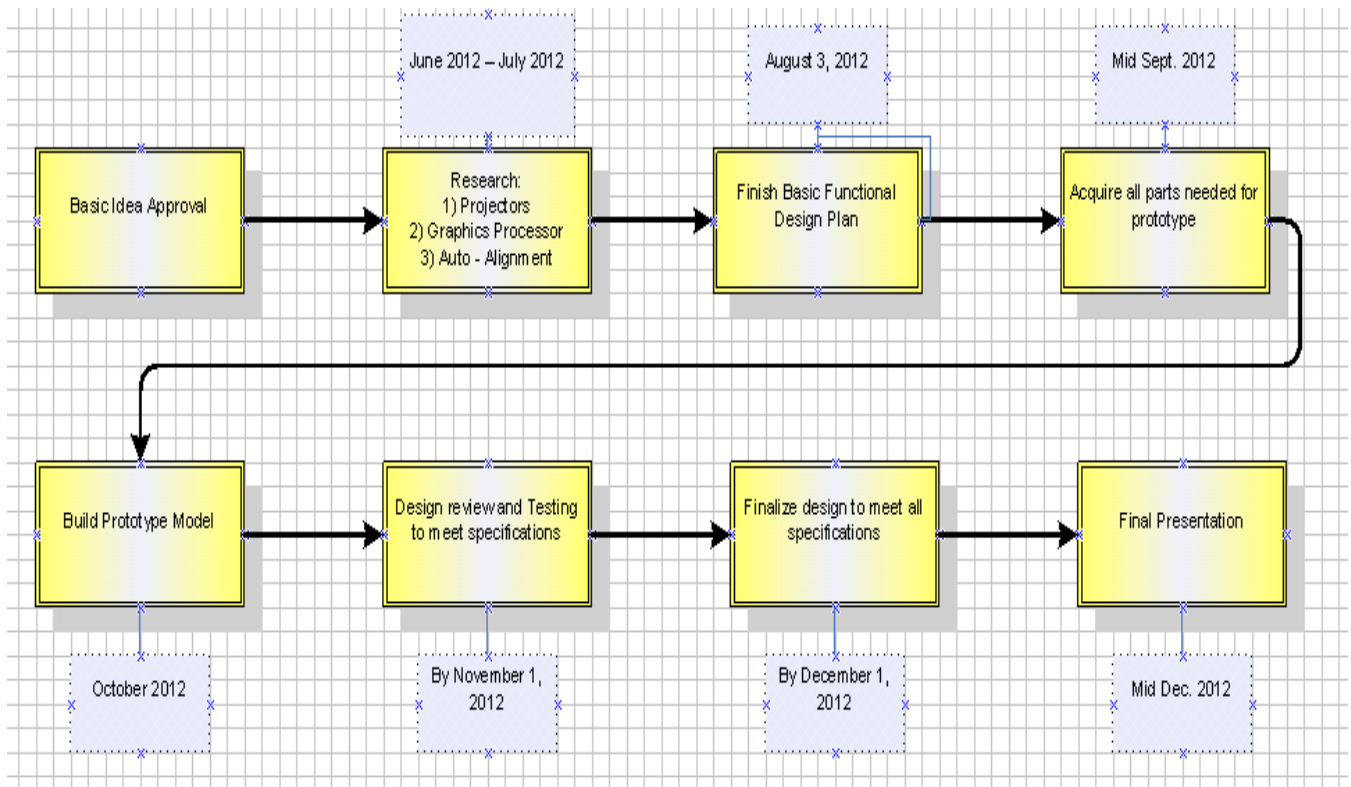 June 2012 – July 2012
August 3, 2012
Mid Sept. 2012
Basic Idea Approval
Research:
1) Projectors
2) Graphics Processor
3) Auto - Alignment
Finish Basic Functional
Design Plan
Acquire all parts needed for
prototype
Build Prototype Model
Design review and Testing
to meet specifications
Finalize design to meet all
specifications
Final Presentation
October 2012
By November 1,
2012
By December 1,
2012
Mid Dec. 2012